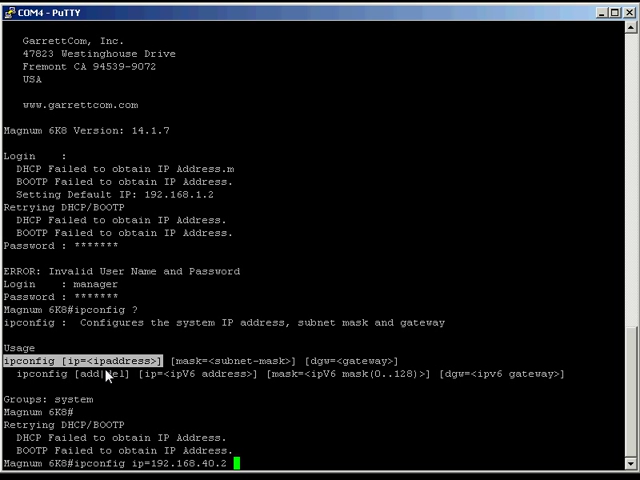 COM4 - PuTTY
GarrettCom, Inc.
47823 Westinghouse Drive
Fremont CA 94539-9072
USA
www.garrettcom.com
Magnum 6K8 Version: 14.1.7
Login   :
DHCP Failed to obtain IP Address.m
BOOTP Failed to obtain IP Address.
Setting Default IP: 192.168.1.2
Retrying DHCP/BOOTP
DHCP Failed to obtain IP Address.
BOOTP Failed to obtain IP Address.
Password : *******
ERROR: Invalid User Name and Password
Login   : manager
Password : *******
Magnum 6K8#ipconfig ?
ipconfig :  Configures the system IP address, subnet mask and gateway
Usage
ipconfig [ip=<ipaddress>] [mask=<subnet-mask>] [dgw=<gateway>]
ipconfig [add|del] [ip=<ipV6 address>] [mask=<ipV6 mask(0..128)>] [dgw=<ipv6 gateway>]
Groups: system
Magnum 6K8#
Retrying DHCP/BOOTP
DHCP Failed to obtain IP Address.
BOOTP Failed to obtain IP Address.
Magnum 6K8#ipconfig ip=192.168.40.2